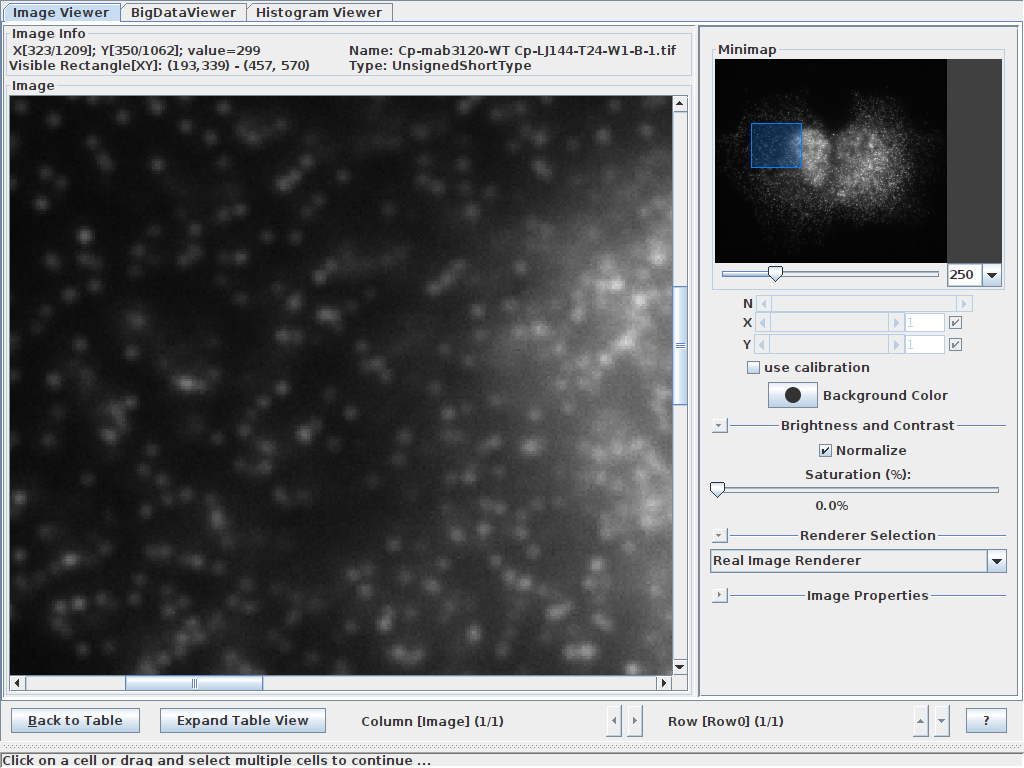 Image Viewer BigDataViewer Histogram Viewer
Image Info
X[323/1209]; Y[350/1062]; value=299 Name: Cp-mab3120-WT Cp-LJ144-T24-W1-B-1.tif
Visible Rectangle[XY]: (193,339) - (457, 570) Type: UnsignedShortType
Image
Minimap
250
N
X 1
Y 1
use calibration
Background Color
Brightness and Contrast
Normalize
Saturation (%):
0.0%
Renderer Selection
Real Image Renderer
Image Properties
Back to Table Expand Table View Column [Image] (1/1) Row [Row0] (1/1) ?
Click on a cell or drag and select multiple cells to continue ...